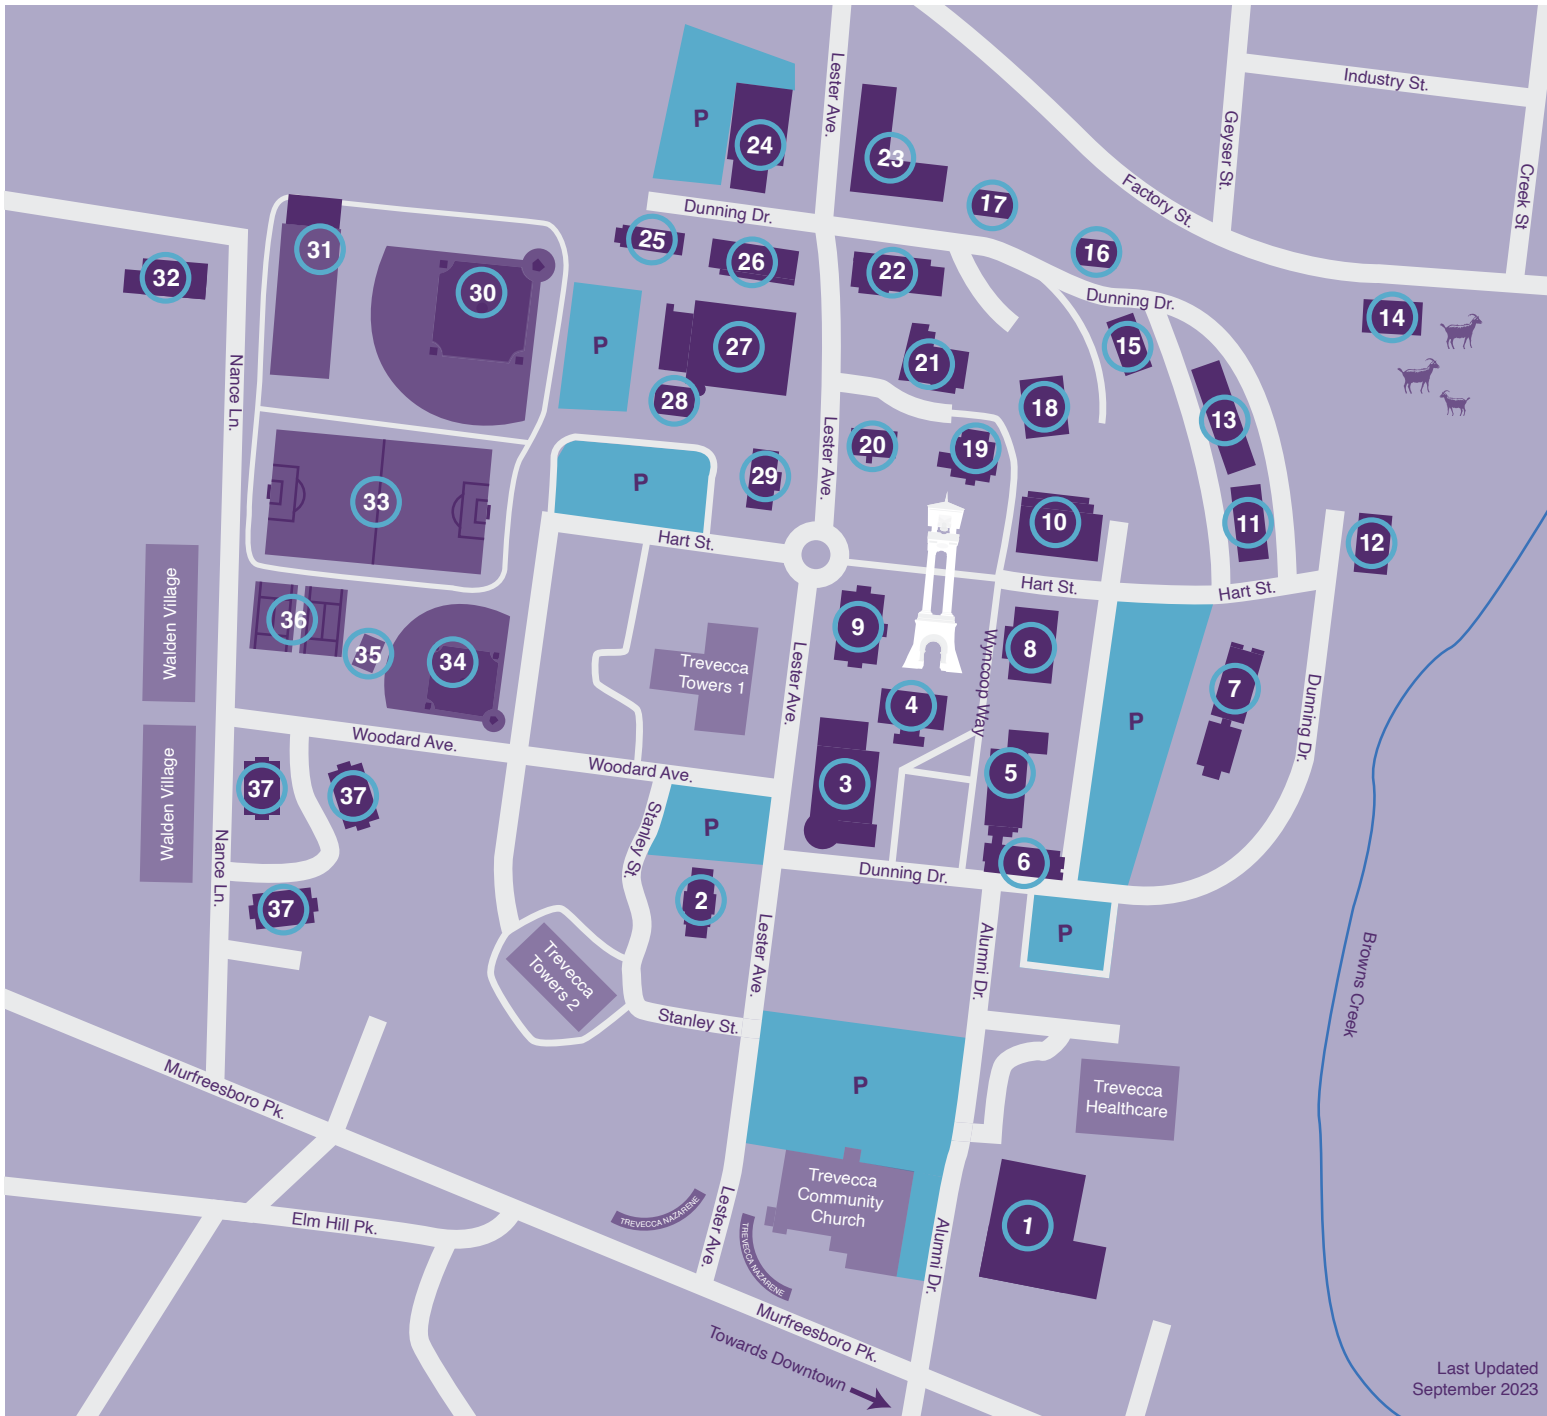 Lester Ave.
Industry St.
Geyser St.
Creek St
Factory St.
P
24
23
17
Dunning Dr.
25
26
22
16
31
32
30
Dunning Dr.
14
15
P
27
21
28
18
13
Nance Ln.
Lester Ave.
20
19
29
P
33
10
11
12
Hart St.
Hart St.
Hart St.
Walden Village
36
35
34
9
8
Wyncoop Way
Trevecca
Towers 1
Lester Ave.
4
7
P
Dunning Dr.
Woodard Ave.
Woodard Ave.
Walden Village
37
37
3
5
P
Stanley St.
6
Dunning Dr.
Nance Ln.
37
2
P
Lester Ave.
Alumni Dr.
Browns Creek
Trevecca
Towers 2
Stanley St.
Murfreesboro Pk.
P
Trevecca
Healthcare
Trevecca
Community
Church
1
TREVECCA NAZARENE
TREVECCA NAZARENE
Elm Hill Pk.
Lester Ave.
Alumni Dr.
Murfreesboro Pk.
Towards Downtown
Last Updated
September 2023